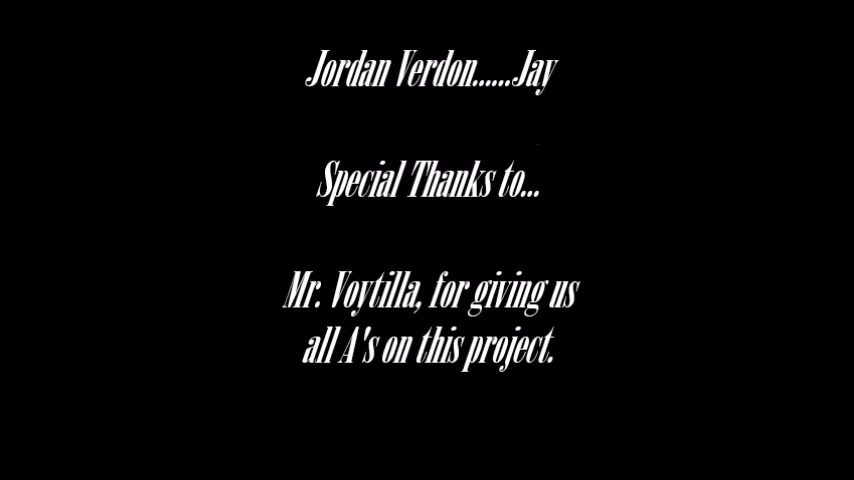 Jordan Verdon......Jay
Special Thanks to...
Mr. Voytilla, for giving us
all A's on this project.